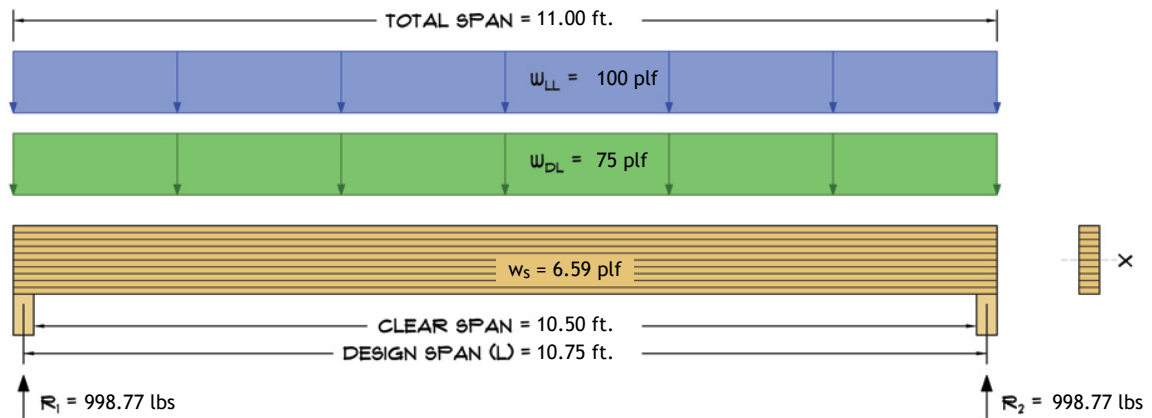 TOTAL SPAN = 11.00 ft.
WLL = 100 plf
WDL = 75 plf
ws = 6.59 plf
X
CLEAR SPAN = 10.50 ft.
DESIGN SPAN (L) = 10.75 ft.
R1 = 998.77 lbs
R2 = 998.77 lbs